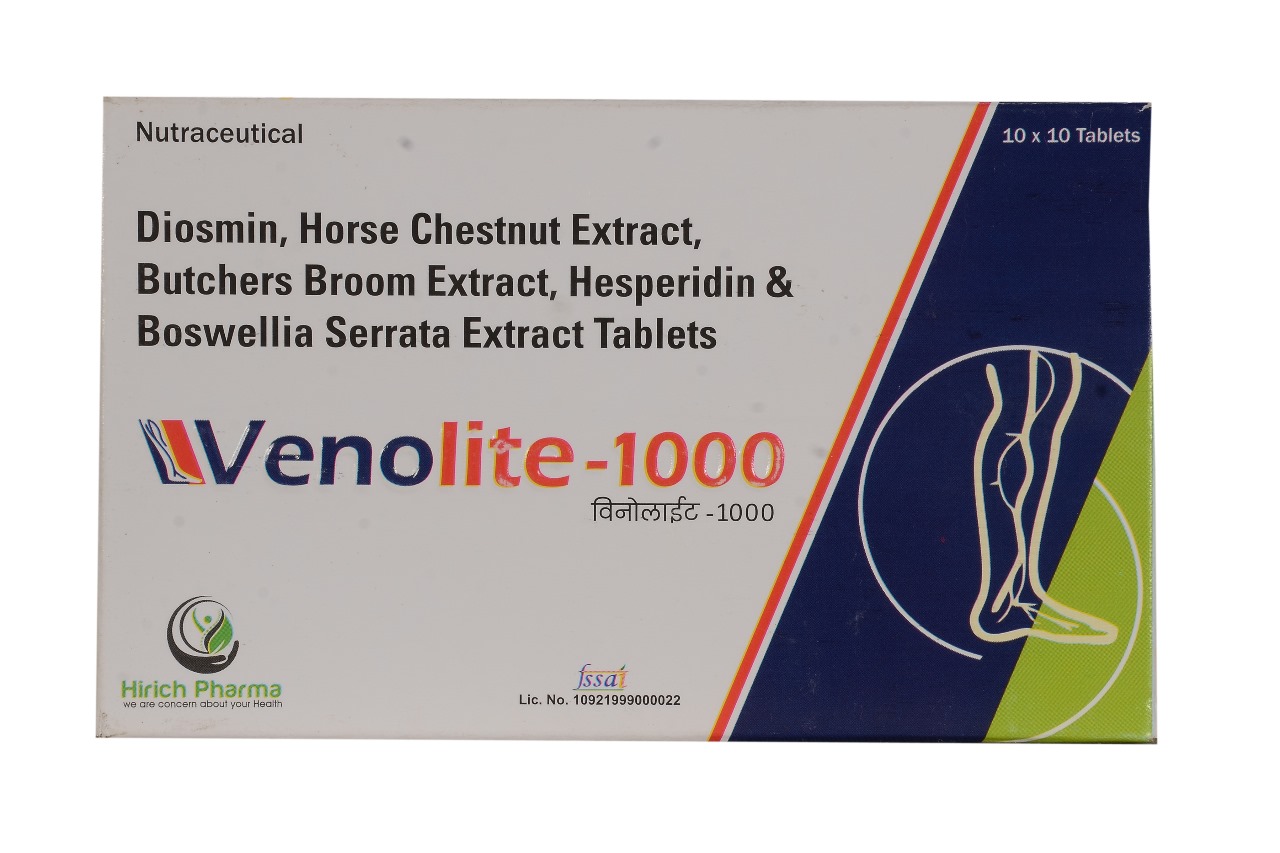 Nutraceutical
10 x 10 Tablets
Diosmin, Horse Chestnut Extract,
Butchers Broom Extract, Hesperidin &
Boswellia Serrata Extract Tablets
Venolite-1000
विनोलाईट -1000
Hirich Pharma
we are concern about your Health
fssai
Lic. No. 10921999000022